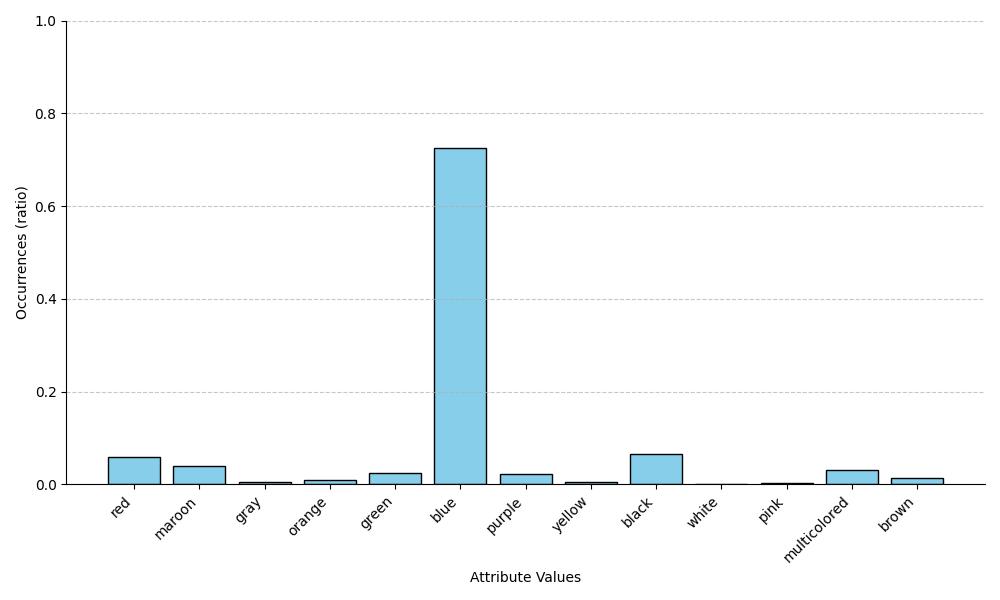 1.0
0.8
0.6
0.4
0.2
0.0
Occurrences (ratio)
red
maroon
gray
orange
green
blue
purple
yellow
black
white
pink
multicolored
brown
Attribute Values